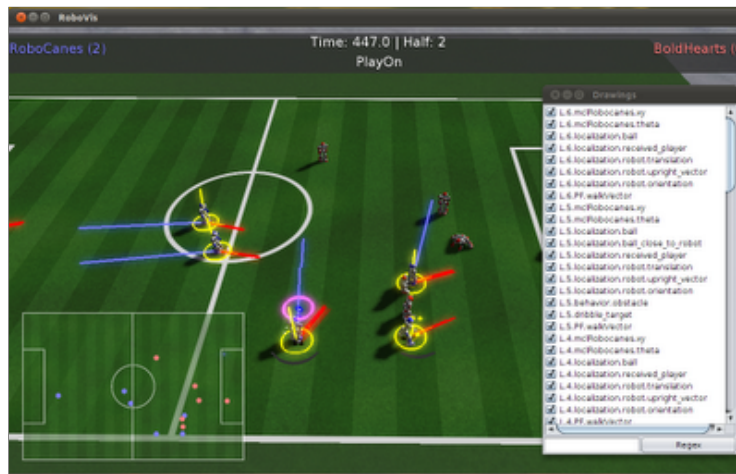 RoboVis
RoboCanes (2)
Time: 447.0 | Half: 2
BoldHearts
PlayOn
Drawings
L.6.mclRobocanes.xy
L.6.mclRobocanes.theta
L.6.localization.ball
L.6.localization.received_player
L.6.localization.robot.translation
L.6.localization.robot.upright_vector
L.6.localization.robot.orientation
L.6.PF.walkVector
L.5.mclRobocanes.xy
L.5.mclRobocanes.theta
L.5.localization.ball
L.5.localization.ball_close_to_robot
L.5.localization.received_player
L.5.localization.robot.translation
L.5.localization.robot.upright_vector
L.5.localization.robot.orientation
L.5.behavior.obstacle
L.5.dribble_target
L.5.PF.walkVector
L.4.mclRobocanes.xy
L.4.mclRobocanes.theta
L.4.localization.ball
L.4.localization.received_player
L.4.localization.robot.translation
L.4.localization.robot.upright_vector
L.4.localization.robot.orientation
L.4.PF.walkVector
Regex